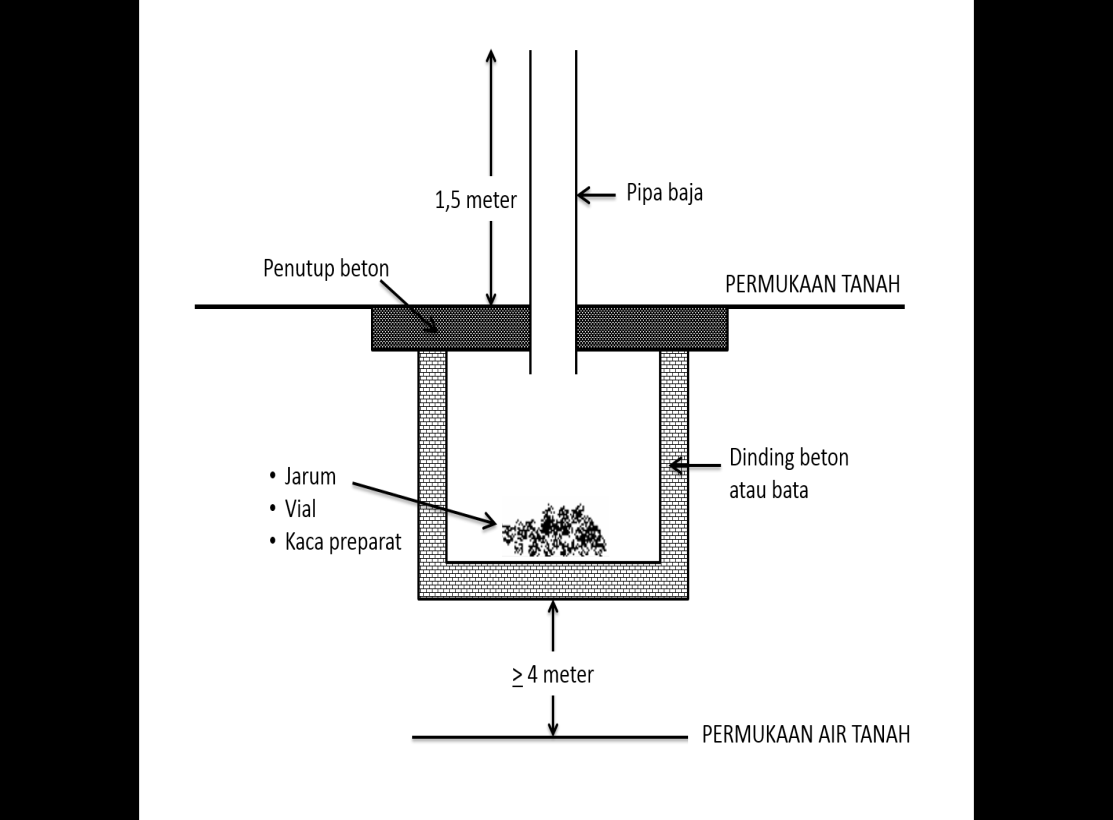 1,5 meter
Pipa baja
Penutup beton
PERMUKAAN TANAH
• Jarum
• Vial
• Kaca preparat
Dinding beton
atau bata
≥ 4 meter
PERMUKAAN AIR TANAH